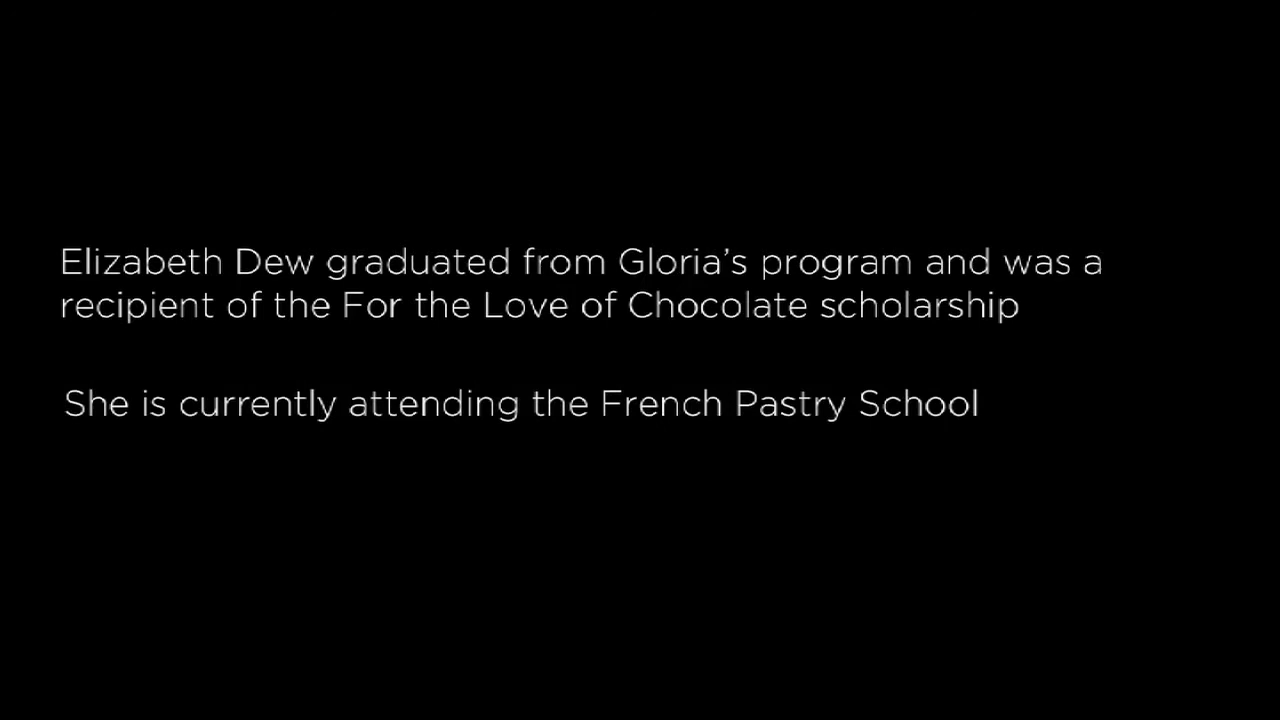 Elizabeth Dew graduated from Gloria’s program and was a
recipient of the For the Love of Chocolate scholarship
She is currently attending the French Pastry School